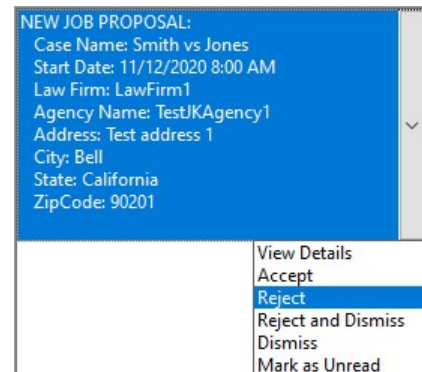 NEW JOB PROPOSAL:
Case Name: Smith vs Jones
Start Date: 11/12/2020 8:00 AM
Law Firm: LawFirm1
Agency Name: TestJKAgency1
Address: Test address 1
City: Bell
State: California
ZipCode: 90201
View Details
Accept
Reject
Reject and Dismiss
Dismiss
Mark as Unread